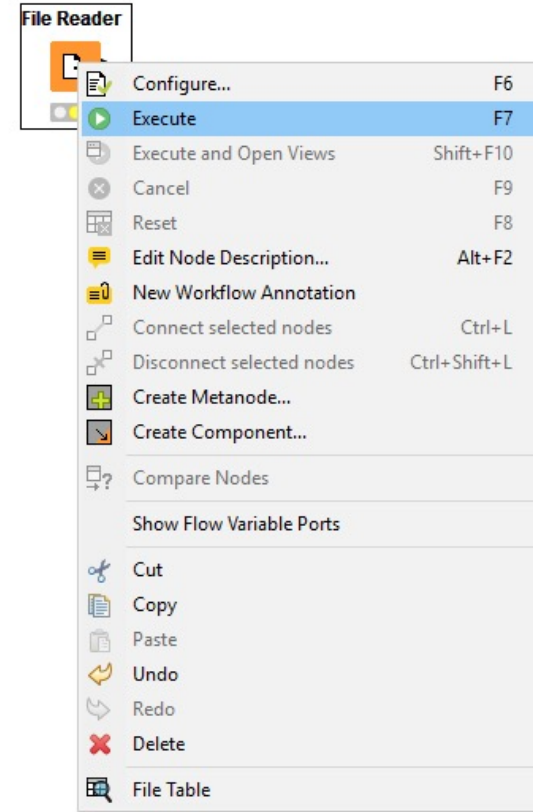 File Reader
Configure... F6
Execute F7
Execute and Open Views Shift+F10
Cancel F9
Reset F8
Edit Node Description... Alt+F2
New Workflow Annotation
Connect selected nodes Ctrl+L
Disconnect selected nodes Ctrl+Shift+L
Create Metanode...
Create Component...
Compare Nodes
Show Flow Variable Ports
Cut
Copy
Paste
Undo
Redo
Delete
File Table